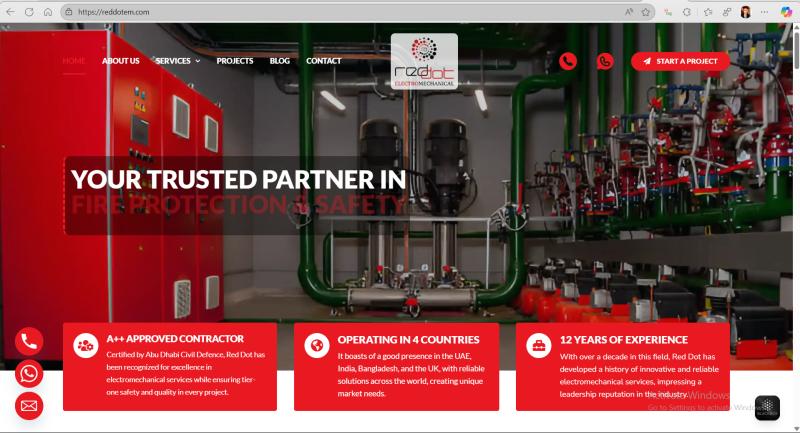 https://reddotem.com
HOME ABOUT US SERVICES PROJECTS BLOG CONTACT
reddot
ELECTROMECHANICAL
START A PROJECT
YOUR TRUSTED PARTNER IN
FIRE PROTECTION & SAFETY
A++ APPROVED CONTRACTOR
Certified by Abu Dhabi Civil Defence, Red Dot has
been recognized for excellence in
electromechanical services while ensuring tier-
one safety and quality in every project.
OPERATING IN 4 COUNTRIES
It boasts of a good presence in the UAE,
India, Bangladesh, and the UK, with reliable
solutions across the world, creating unique
market needs.
12 YEARS OF EXPERIENCE
With over a decade in this field, Red Dot has
developed a history of innovative and reliable
electromechanical services, impressing a
leadership reputation in the industry.
Activate Windows
Go to Settings to activate Windows.